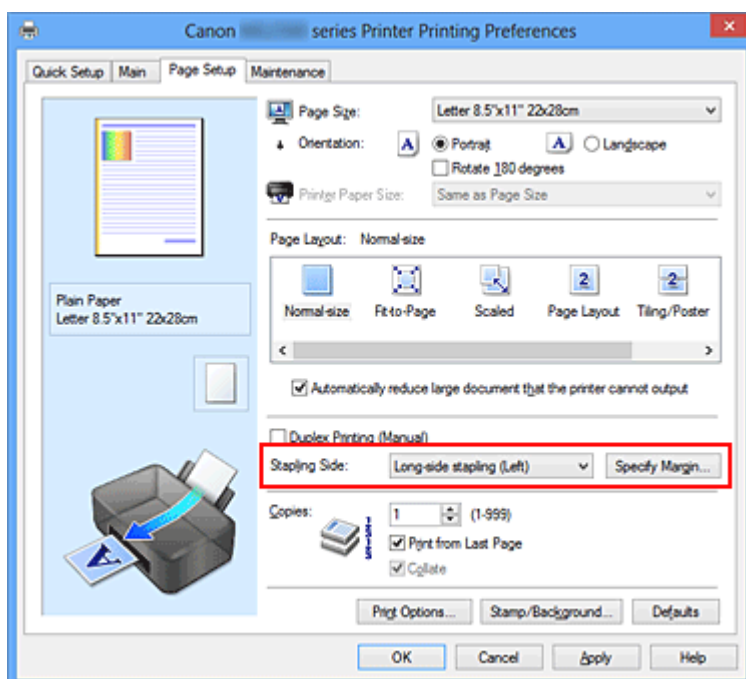 Canon series Printer Printing Preferences
Quick Setup Main Page Setup Maintenance
Page Size: Letter 8.5"x11" 22x28cm
Orientation: A Portrait A Landscape
Rotate 180 degrees
Printer Paper Size: Same as Page Size
Page Layout: Normal-size
2 2
Normal-size Fit-to-Page Scaled Page Layout Tiling/Poster
Plain Paper
Letter 8.5"x11" 22x28cm
Automatically reduce large document that the printer cannot output
Duplex Printing (Manual)
Stapling Side: Long-side stapling (Left) Specify Margin...
Copies: 1 (1-999)
Print from Last Page
Collate
A
Print Options... Stamp/Background... Defaults
OK Cancel Apply Help